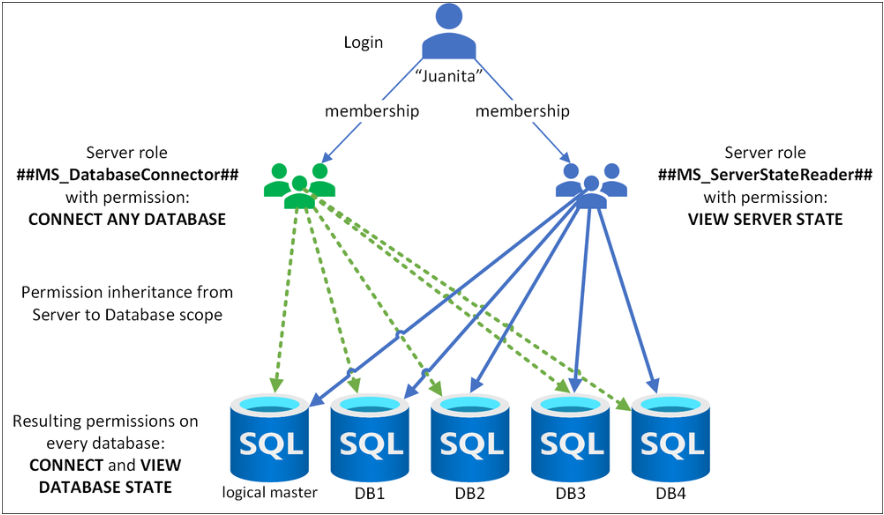 Login
“Juanita”
membership
membership
Server role
##MS_DatabaseConnector##
with permission:
CONNECT ANY DATABASE
Server role
##MS_ServerStateReader##
with permission:
VIEW SERVER STATE
Permission inheritance from
Server to Database scope
Resulting permissions on
every database:
CONNECT and VIEW
DATABASE STATE
SQL
SQL
SQL
SQL
SQL
logical master
DB1
DB2
DB3
DB4